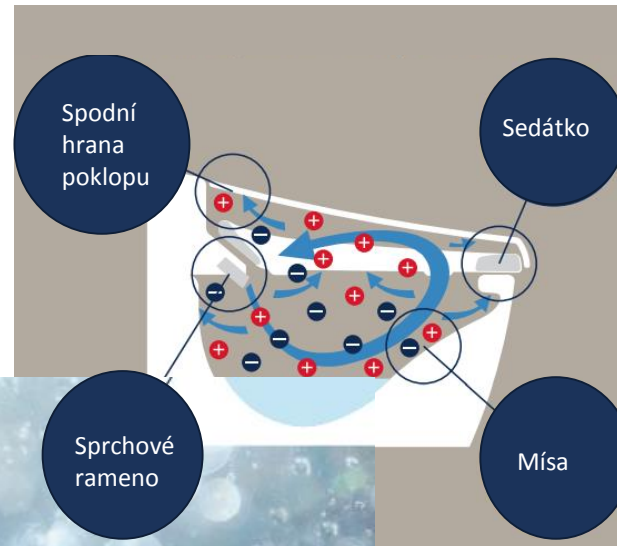 Spodní
hrana
poklopu
Sedátko
Sprchové
rameno
Mísa